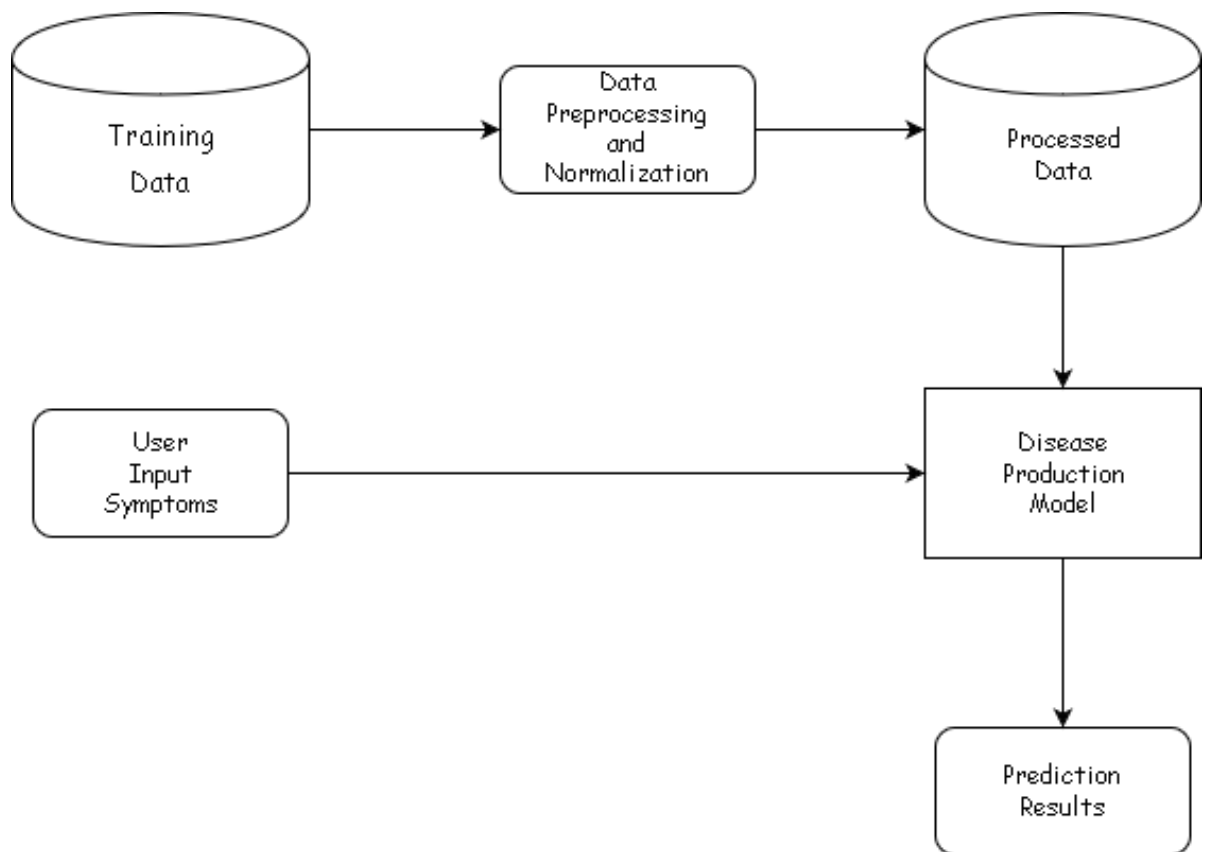 Training
Data
Data
Preprocessing
and
Normalization
Processed
Data
User
Input
Symptoms
Disease
Production
Model
Prediction
Results